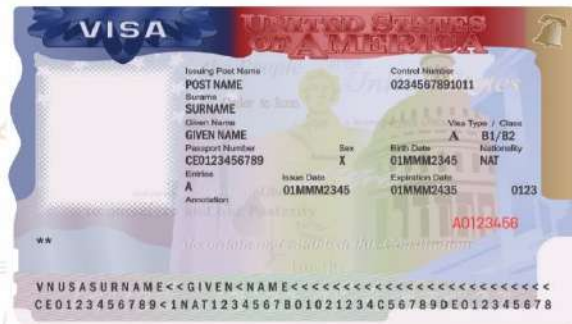 VISA
UNITED STATES
OF AMERICA
Issuing Post Name Control Number
POST NAME 0234567891011
Surname
SURNAME
Given Name Visa Type / Class
GIVEN NAME A B1/B2
Passport Number Sex Birth Date Nationality
CE0123456789 X 01MMM2345 NAT
Entries Issue Date Expiration Date
A 01MMM2345 01MMM2435 0123
Annotation
A0123456
**
VNUSASURNAME<<GIVEN<NAME<<<<<<<<<<<<<<<<<<<<
CE0123456789<1NAT1234567B01021234C56789DE012345678